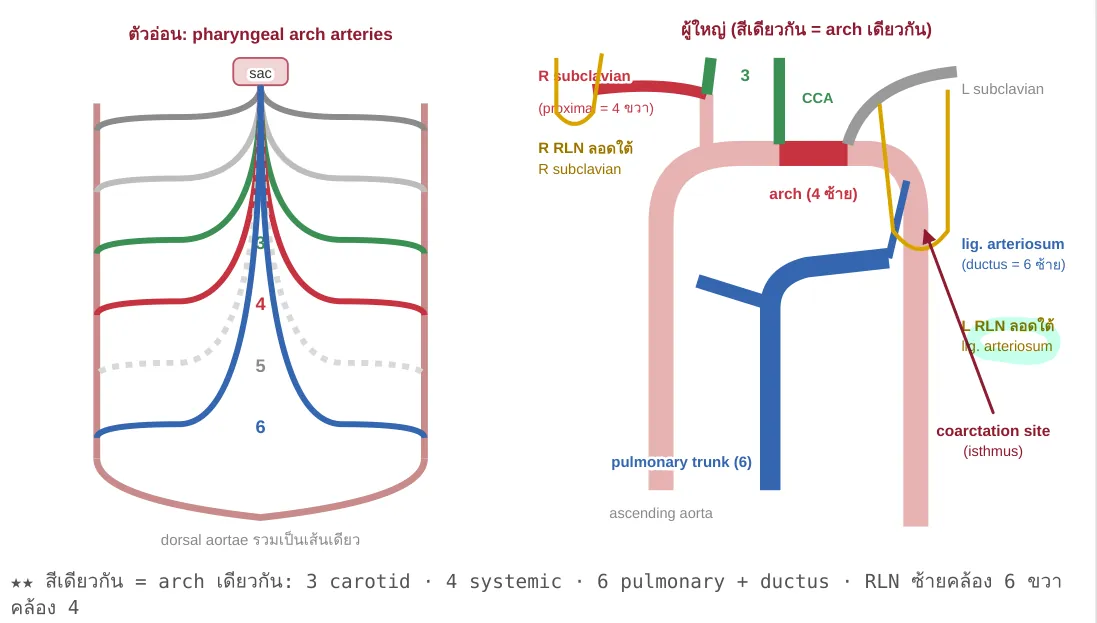 ตัวอ่อน: pharyngeal arch arteries
sac
3
4
5
6
dorsal aortae รวมเป็นเส้นเดียว
ผู้ใหญ่ (สีเดียวกัน = arch เดียวกัน)
R subclavian
(proximal = 4 ขวา)
R RLN ลอดใต้
R subclavian
3
CCA
L subclavian
arch (4 ซ้าย)
lig. arteriosum
(ductus = 6 ซ้าย)
L RLN ลอดใต้
lig. arteriosum
coarctation site
(isthmus)
pulmonary trunk (6)
ascending aorta
★★ สีเดียวกัน = arch เดียวกัน: 3 carotid · 4 systemic · 6 pulmonary + ductus · RLN ซ้ายคล้อง 6 ขวา
คล้อง 4